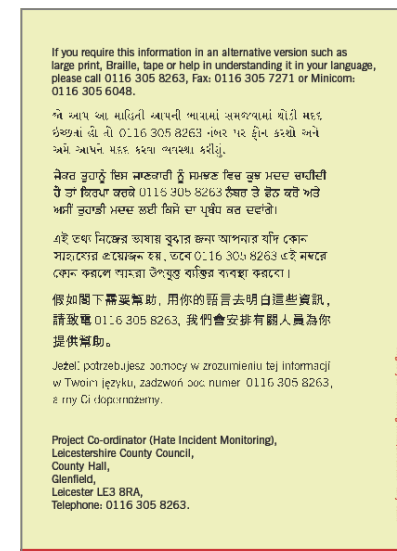 If you require this information in an alternative version such as
large print, Braille, tape or help in understanding it in your language,
please call 0116 305 8263, Fax: 0116 305 7271 or Minicom:
0116 305 6048.
જો આપ આ માહિતી આપની ભાષામાં સમજવામાં થોડી મદદ
ઇચ્છતાં હો તો 0116 305 8263 નંબર પર ફોન કરશો અને
અમે આપને મદદ કરવા વ્યવસ્થા કરીશું.
ਜੇਕਰ ਤੁਹਾਨੂੰ ਇਸ ਜਾਣਕਾਰੀ ਨੂੰ ਸਮਝਣ ਵਿਚ ਕੁਝ ਮਦਦ ਚਾਹੀਦੀ
ਹੈ ਤਾਂ ਕਿਰਪਾ ਕਰਕੇ 0116 305 8263 ਨੰਬਰ ਤੇ ਫੋਨ ਕਰੋ ਅਤੇ
ਅਸੀਂ ਤੁਹਾਡੀ ਮਦਦ ਲਈ ਕਿਸੇ ਦਾ ਪ੍ਰਬੰਧ ਕਰ ਦਵਾਂਗੇ।
এই তথ্য নিজের ভাষায় বুঝার জন্য আপনার যদি কোন
সাহায্যের প্রয়োজন হয়, তবে 0116 305 8263 এই নম্বরে
ফোন করলে আমরা উপযুক্ত ব্যক্তির ব্যবস্থা করবো।
假如閣下需要幫助, 用你的語言去明白這些資訊,
請致電 0116 305 8263, 我們會安排有關人員為你
提供幫助。
Jeżeli potrzebujesz pomocy w zrozumieniu tej informacji
w Twoim języku, zadzwoń pod numer 0116 305 8263,
a my Ci dopomożemy.
Project Co-ordinator (Hate Incident Monitoring),
Leicestershire County Council,
County Hall,
Glenfield,
Leicester LE3 8RA,
Telephone: 0116 305 8263.